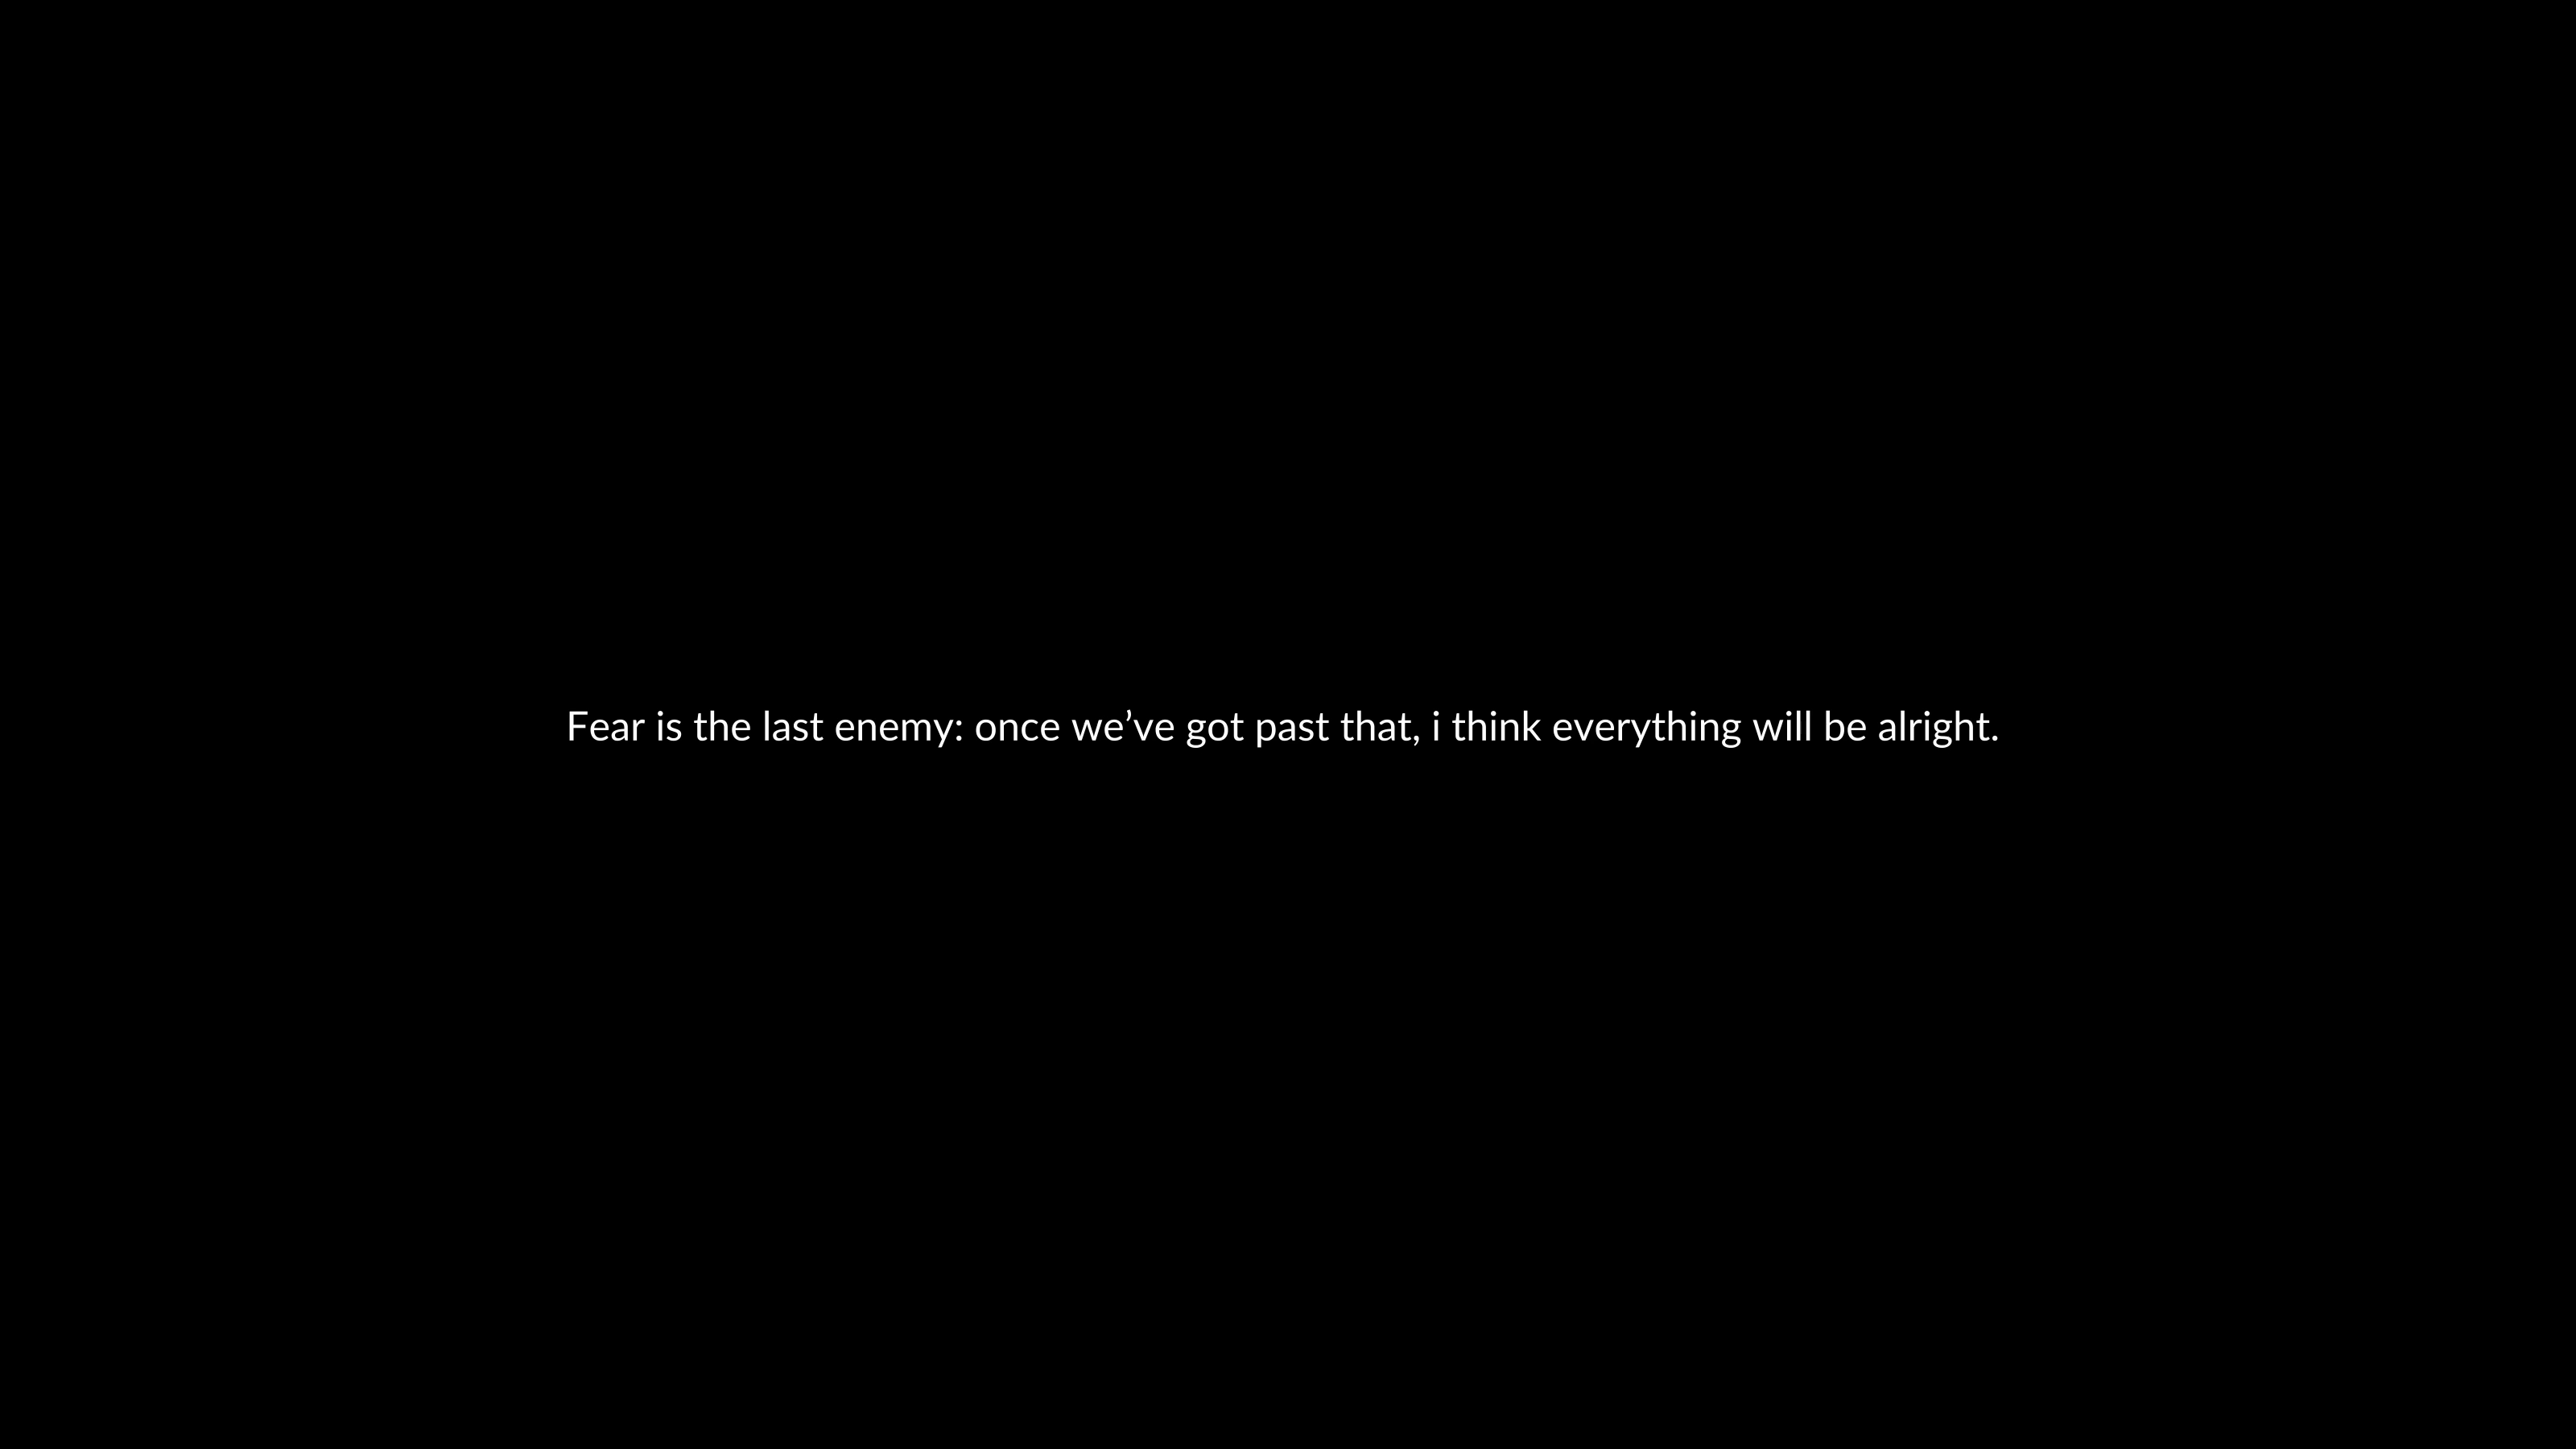 Fear is the last enemy: once we’ve got past that, i think everything will be alright.